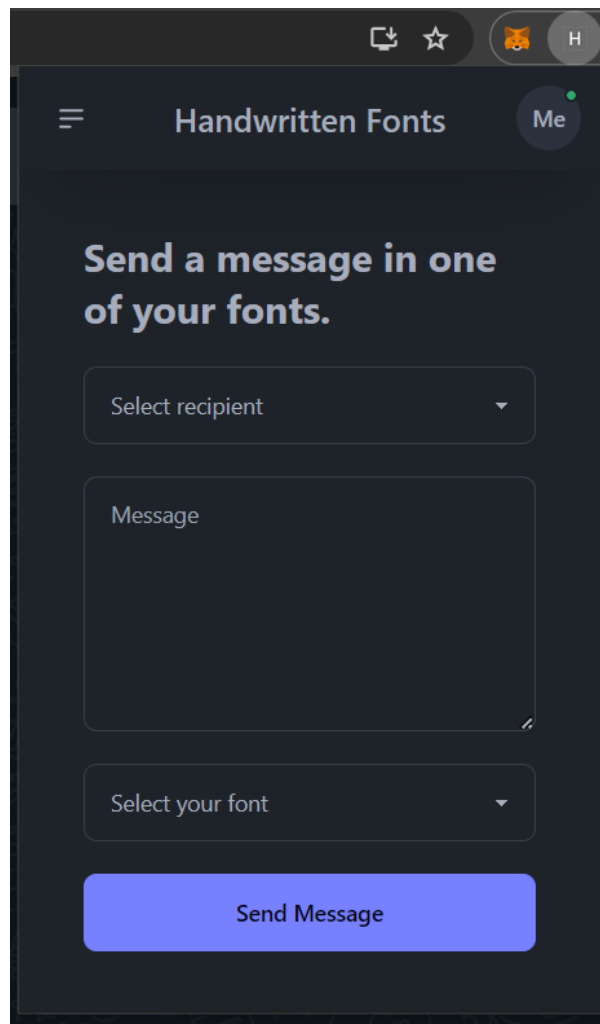 H
Handwritten Fonts
Me
Send a message in one
of your fonts.
Select recipient
Message
Select your font
Send Message